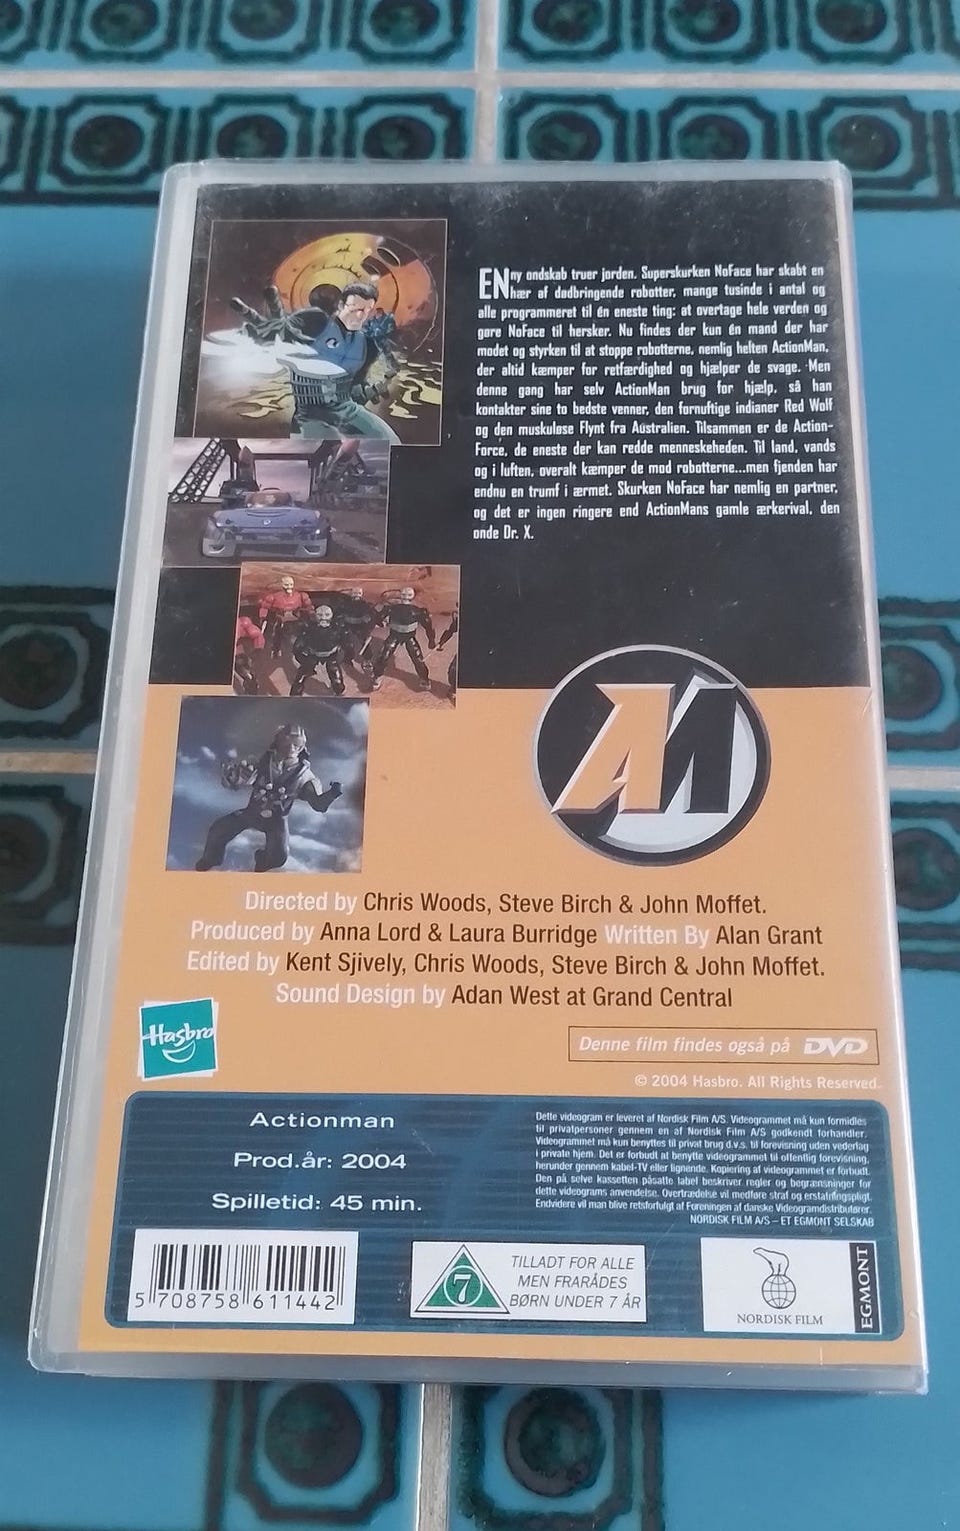 EN ny ondskab truer jorden. Superskurken NoFace har skabt en
hær af dødbringende robotter, mange tusinde i antal og
alle programmeret til én eneste ting: at overtage hele verden og
gøre NoFace til hersker. Nu findes der kun én mand der har
modet og styrken til at stoppe robotterne, nemlig helten ActionMan,
der altid kæmper for retfærdighed og hjælper de svage. Men
denne gang har selv ActionMan brug for hjælp, så han
kontakter sine to bedste venner, den fornuftige indianer Red Wolf
og den muskuløse Flynt fra Australien. Tilsammen er de Action-
Force, de eneste der kan redde menneskeheden. Til land, vands
og i luften, overalt kæmper de mod robotterne...men fjenden har
endnu en trumf i ærmet. Skurken NoFace har nemlig en partner,
og det er ingen ringere end ActionMans gamle ærkerival, den
onde Dr. X.
AM
Directed by Chris Woods, Steve Birch & John Moffet.
Produced by Anna Lord & Laura Burridge Written By Alan Grant
Edited by Kent Sjively, Chris Woods, Steve Birch & John Moffet.
Sound Design by Adan West at Grand Central
Hasbro
Denne film findes også på DVD
© 2004 Hasbro. All Rights Reserved.
Actionman
Prod.år: 2004
Spilletid: 45 min.
Dette videogram er leveret af Nordisk Film A/S. Videogrammet må kun formidles
til privatpersoner gennem en af Nordisk Film A/S godkendt forhandler.
Videogrammet må kun benyttes til privat brug d.v.s. til forevisning uden vederlag
i private hjem. Det er forbudt at benytte videogrammet til offentlig forevisning,
herunder gennem kabel-TV eller lignende. Kopiering af videogrammet er forbudt.
Den på selve kassetten påsatte label beskriver regler og begrænsninger for
dette videograms anvendelse. Overtrædelse vil medføre straf og erstatningspligt.
Endvidere vil man blive retsforfulgt af Foreningen af danske Videogramdistributører.
NORDISK FILM A/S – ET EGMONT SELSKAB
5 708758 611442
7
TILLADT FOR ALLE
MEN FRARÅDES
BØRN UNDER 7 ÅR
NORDISK FILM
EGMONT